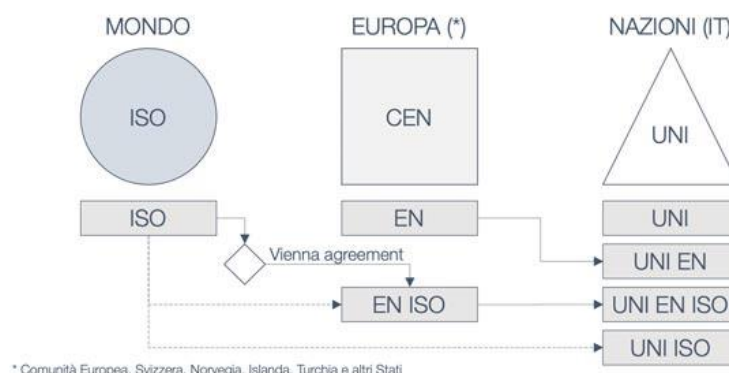 MONDO
EUROPA (*)
NAZIONI (IT)
ISO
CEN
UNI
ISO
EN
UNI
Vienna agreement
UNI EN
EN ISO
UNI EN ISO
UNI ISO
* Comunità Europea, Svizzera, Norvegia, Islanda, Turchia e altri Stati